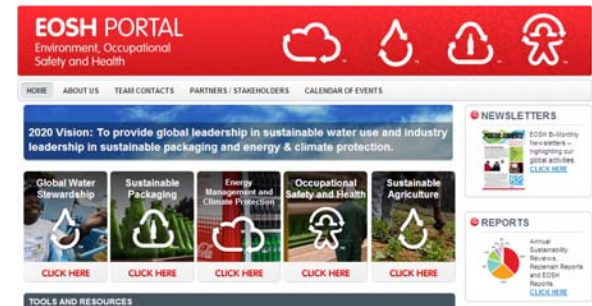 EOSH PORTAL
Environment, Occupational
Safety and Health
HOME
ABOUT US
TEAM CONTACTS
PARTNERS / STAKEHOLDERS
CALENDAR OF EVENTS
2020 Vision: To provide global leadership in sustainable water use and industry
leadership in sustainable packaging and energy & climate protection.
Global Water
Stewardship
CLICK HERE
Sustainable
Packaging
CLICK HERE
Energy
Management and
Climate Protection
CLICK HERE
Occupational
Safety and Health
CLICK HERE
Sustainable
Agriculture
CLICK HERE
TOOLS AND RESOURCES
NEWSLETTERS
EOSH Bi-Monthly
Newsletters –
highlighting our
global activities.
CLICK HERE
REPORTS
Annual
Sustainability
Reviews,
Replenish Reports
and EOSH
Reports.
CLICK HERE